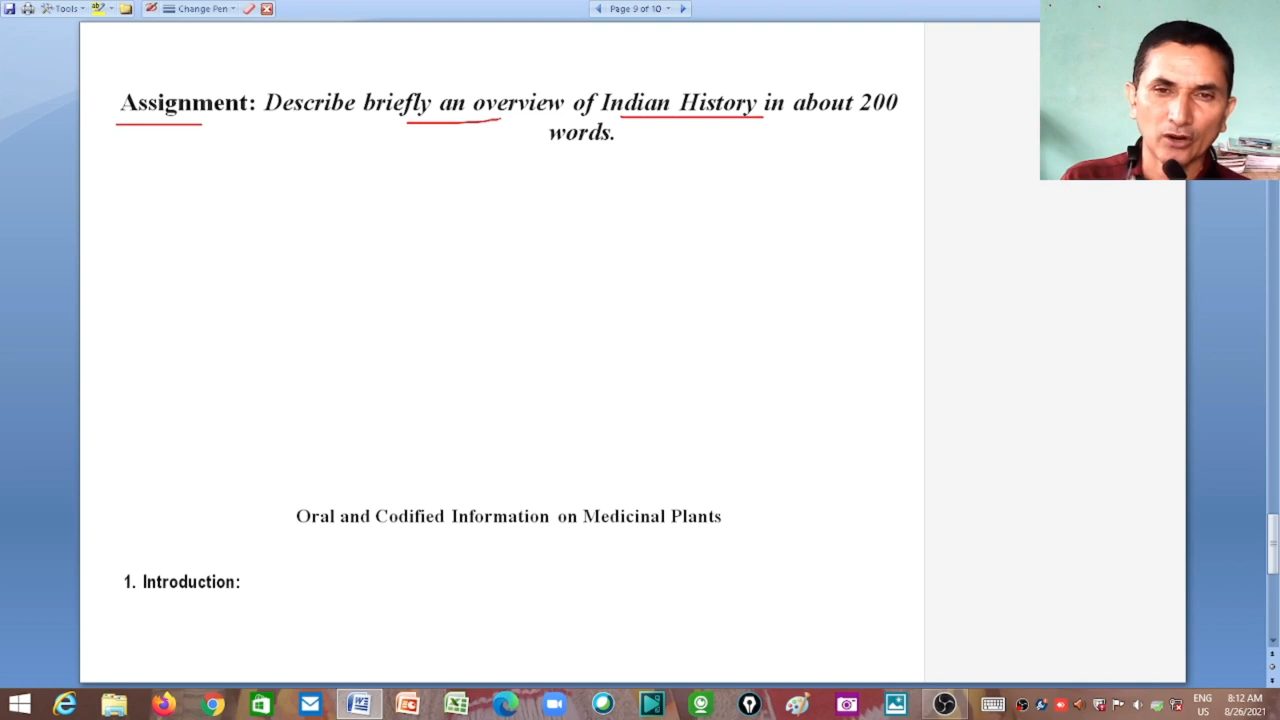 Tools
Change Pen
Page 9 of 10
Assignment: Describe briefly an overview of Indian History in about 200
words.
Oral and Codified Information on Medicinal Plants
1. Introduction:
ENG
8:12 AM
US
8/26/2021